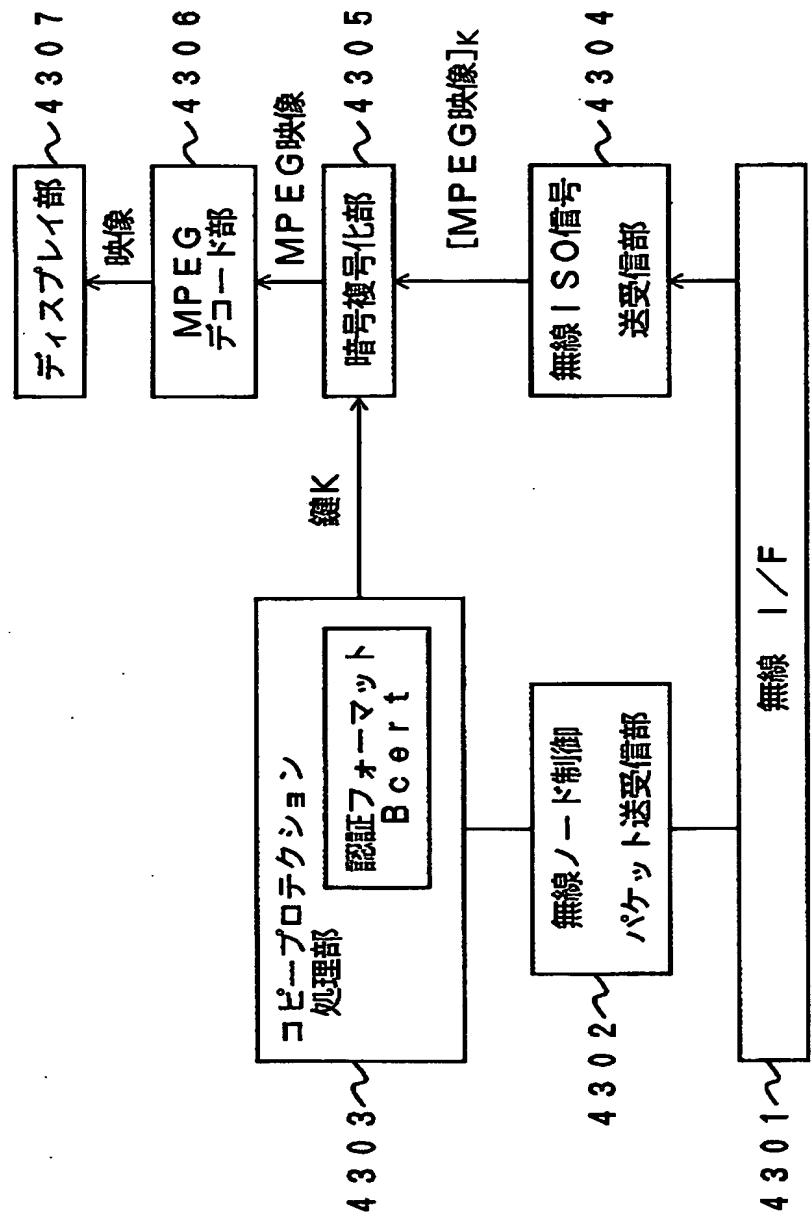 ディスプレイ部
4307
映像
MPEG
デコード部
4306
MPEG映像
暗号複号化部
4305
[MPEG映像]K
無線ISO信号
送受信部
4304
鍵K
コピープロテクション
処理部
認証フォーマット
Bcert
4303
無線ノード制御
パケット送受信部
4302
無線 I/F
4301